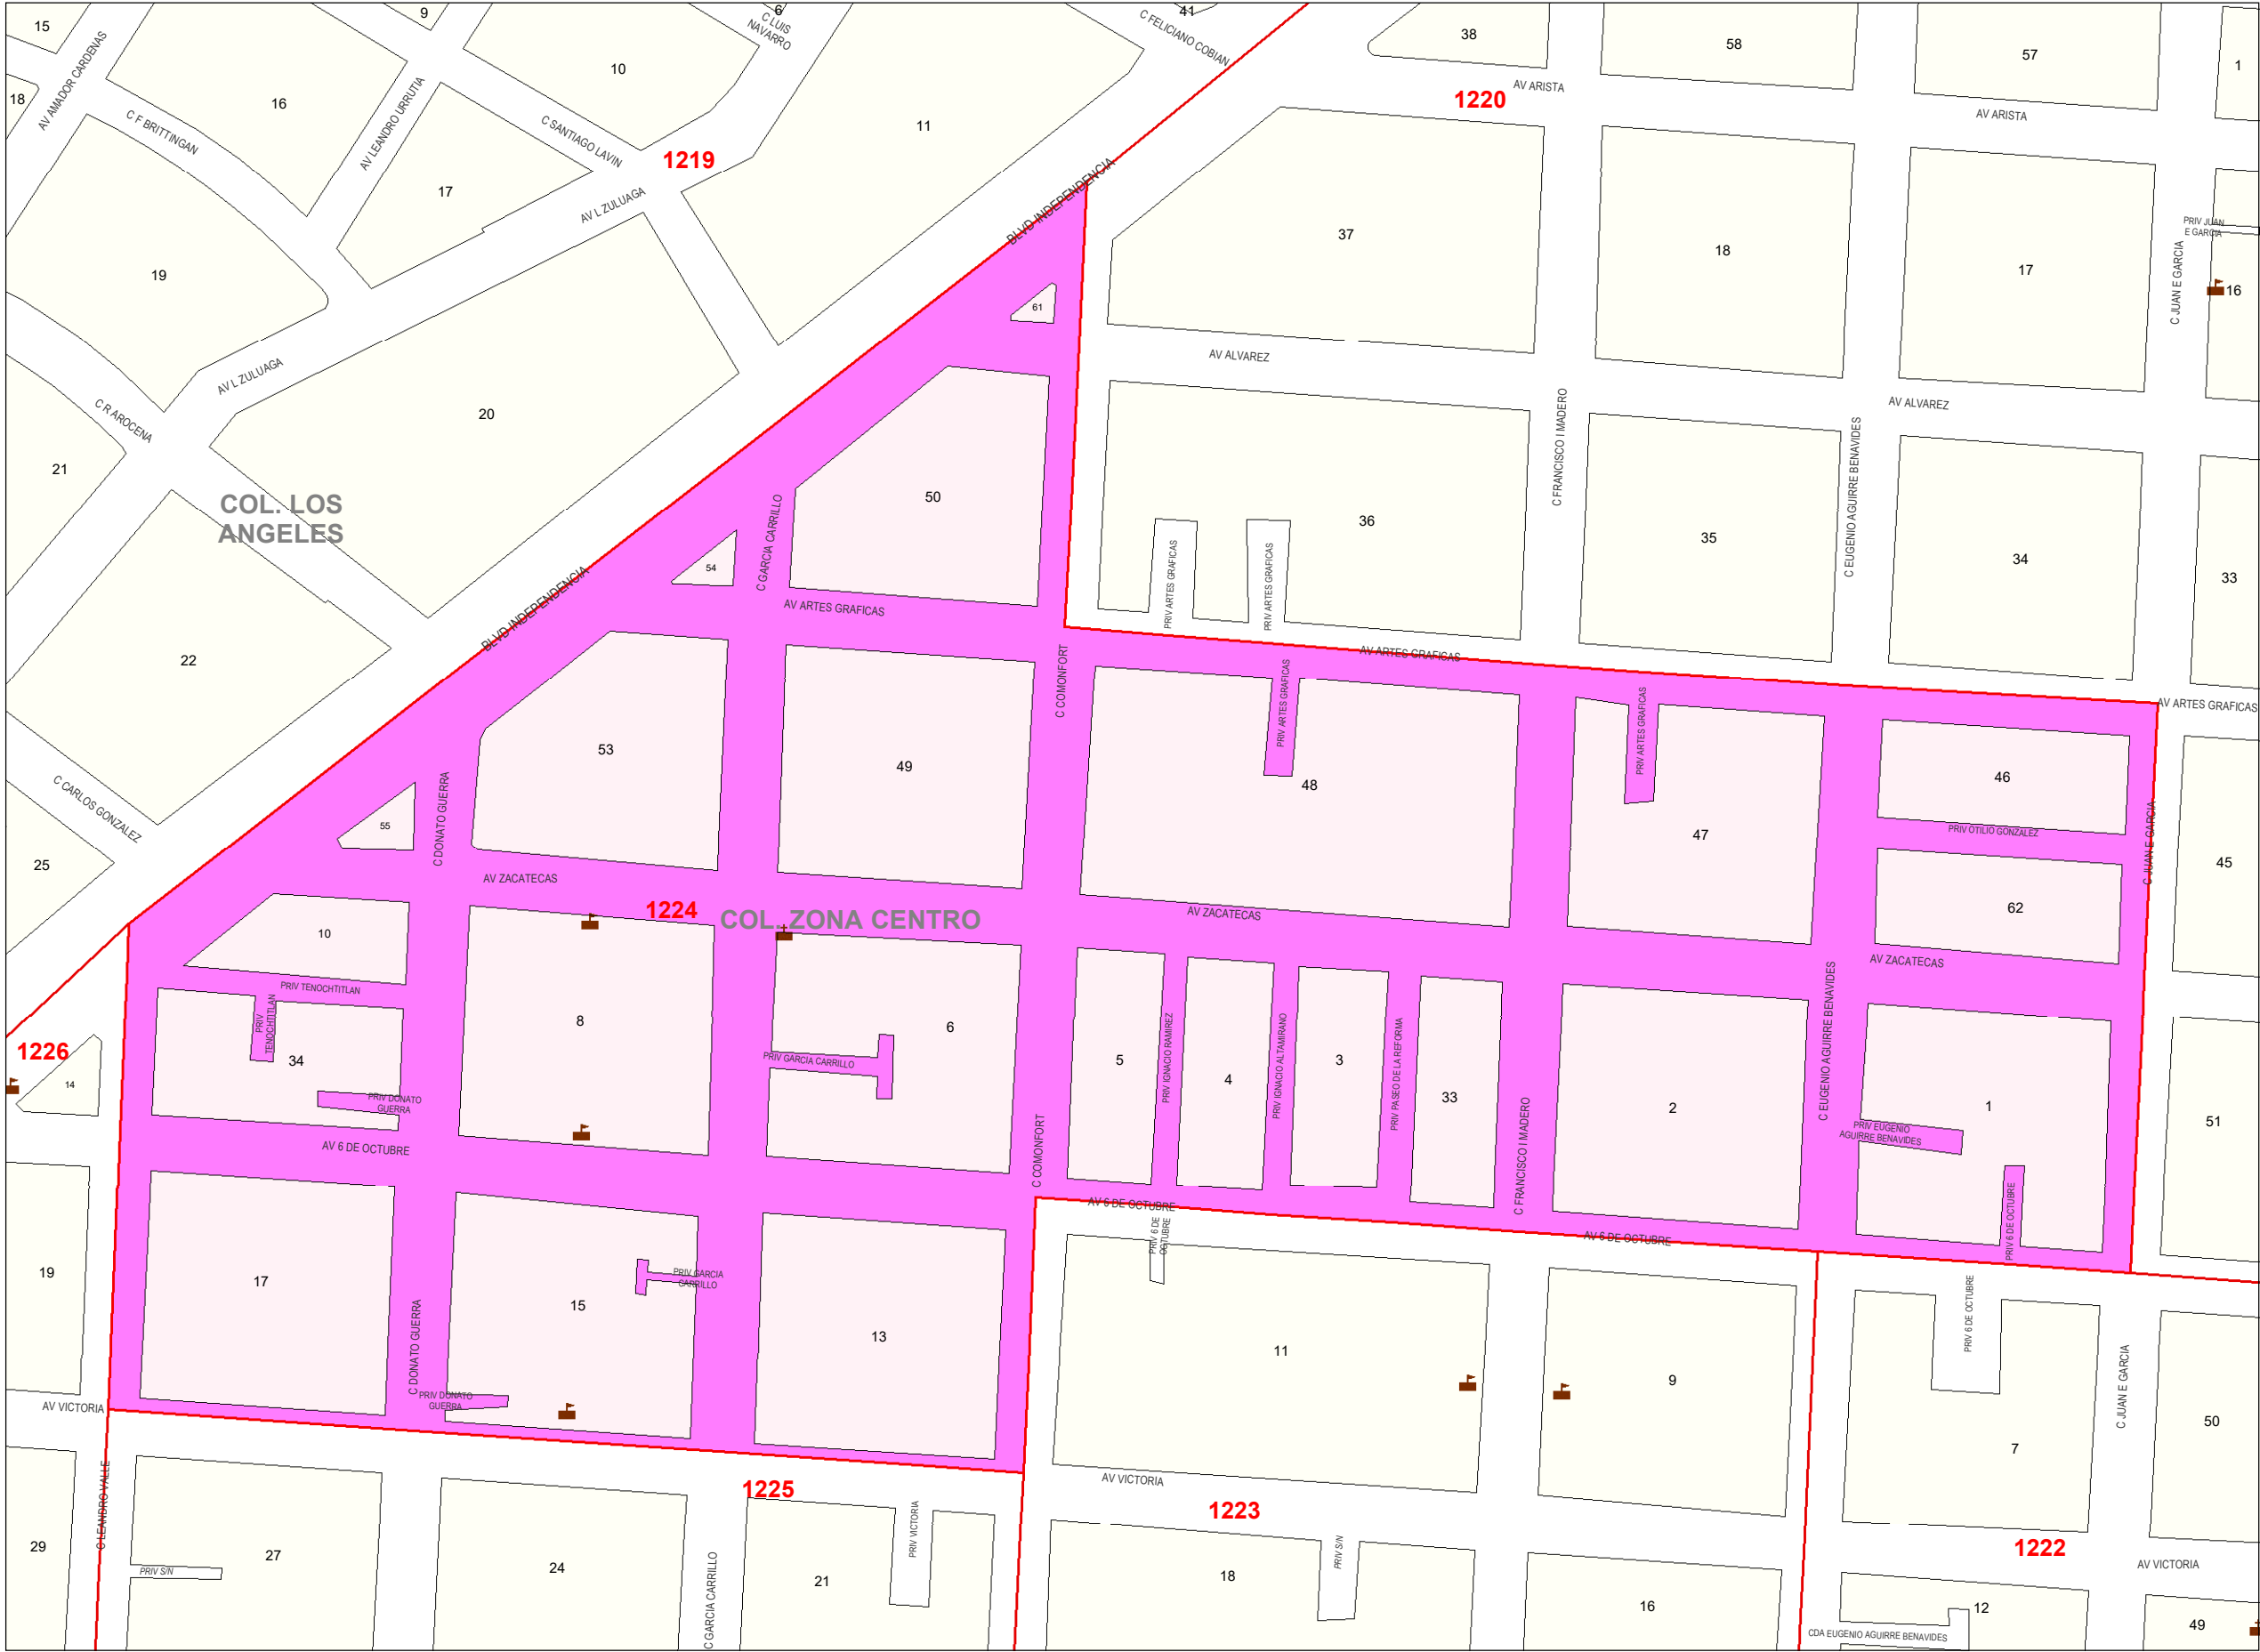 15
9
6
C LUIS
NAVARRO
41
C FELICIANO COBIAN
38
58
57
1
AV AMADOR CARDENAS
18
16
C F BRITTINGAN
AV LEANDRO URRUTIA
10
C SANTIAGO LAVIN
11
1219
17
AV L ZULUAGA
BLVD INDEPENDENCIA
1220
AV ARISTA
AV ARISTA
37
18
17
PRIV JUAN
E GARCIA
C JUAN E GARCIA
16
19
61
AV L ZULUAGA
AV ALVAREZ
AV ALVAREZ
C R AROCENA
20
21
COL. LOS
ANGELES
50
C GARCIA CARRILLO
54
36
PRIV ARTES GRAFICAS
PRIV ARTES GRAFICAS
C FRANCISCO I MADERO
35
C EUGENIO AGUIRRE BENAVIDES
34
33
BLVD INDEPENDENCIA
AV ARTES GRAFICAS
22
C COMONFORT
AV ARTES GRAFICAS
AV ARTES GRAFICAS
53
49
PRIV ARTES GRAFICAS
48
PRIV ARTES GRAFICAS
47
46
PRIV OTILIO GONZALEZ
C JUAN E GARCIA
45
C CARLOS GONZALEZ
25
55
C DONATO GUERRA
AV ZACATECAS
1224
COL. ZONA CENTRO
AV ZACATECAS
62
AV ZACATECAS
10
PRIV TENOCHTITLAN
PRIV
TENOCHTITLAN
34
PRIV DONATO
GUERRA
8
6
PRIV GARCIA CARRILLO
5
PRIV IGNACIO RAMIREZ
4
PRIV IGNACIO ALTAMIRANO
3
PRIV PASEO DE LA REFORMA
33
C FRANCISCO I MADERO
2
C EUGENIO AGUIRRE BENAVIDES
1
PRIV EUGENIO
AGUIRRE BENAVIDES
PRIV 6 DE OCTUBRE
51
1226
14
AV 6 DE OCTUBRE
C COMONFORT
AV 6 DE OCTUBRE
AV 6 DE OCTUBRE
PRIV 6 DE
OCTUBRE
19
17
C DONATO GUERRA
15
PRIV GARCIA
CARRILLO
PRIV DONATO
GUERRA
13
11
9
PRIV 6 DE OCTUBRE
7
C JUAN E GARCIA
50
AV VICTORIA
C LEANDRO VALLE
29
PRIV S/N
27
24
C GARCIA CARRILLO
1225
21
PRIV VICTORIA
AV VICTORIA
1223
18
PRIV S/N
16
1222
AV VICTORIA
12
CDA EUGENIO AGUIRRE BENAVIDES
49